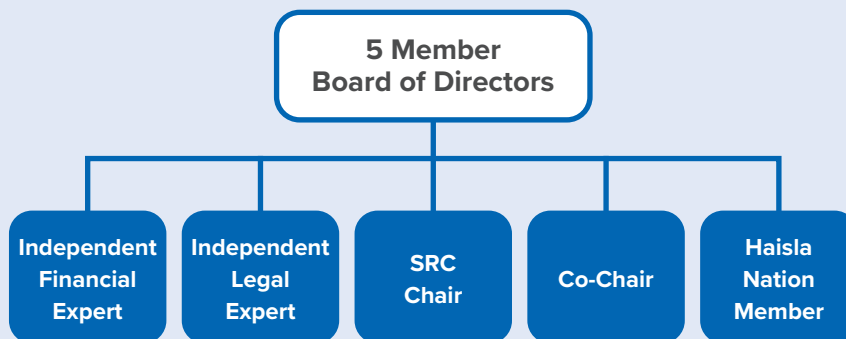 5 Member
Board of Directors
Independent
Financial
Expert
Independent
Legal
Expert
SRC
Chair
Co-Chair
Haisla
Nation
Member